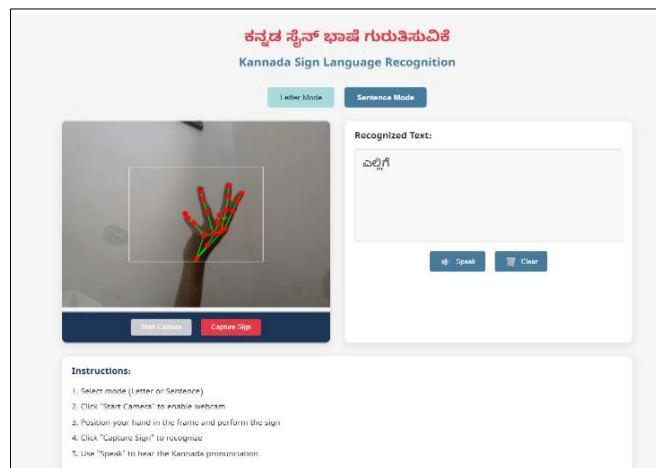 ಕನ್ನಡ ಸೈನ್ ಭಾಷೆ ಗುರುತಿಸುವಿಕೆ
Kannada Sign Language Recognition
Letter Mode
Sentence Mode
Recognized Text:
ಎಲ್ಲಿಗೆ
Speak
Clear
Start Camera
Capture Sign
Instructions:
1. Select mode (Letter or Sentence)
2. Click "Start Camera" to enable webcam
3. Position your hand in the frame and perform the sign
4. Click "Capture Sign" to recognize
5. Use "Speak" to hear the Kannada pronunciation